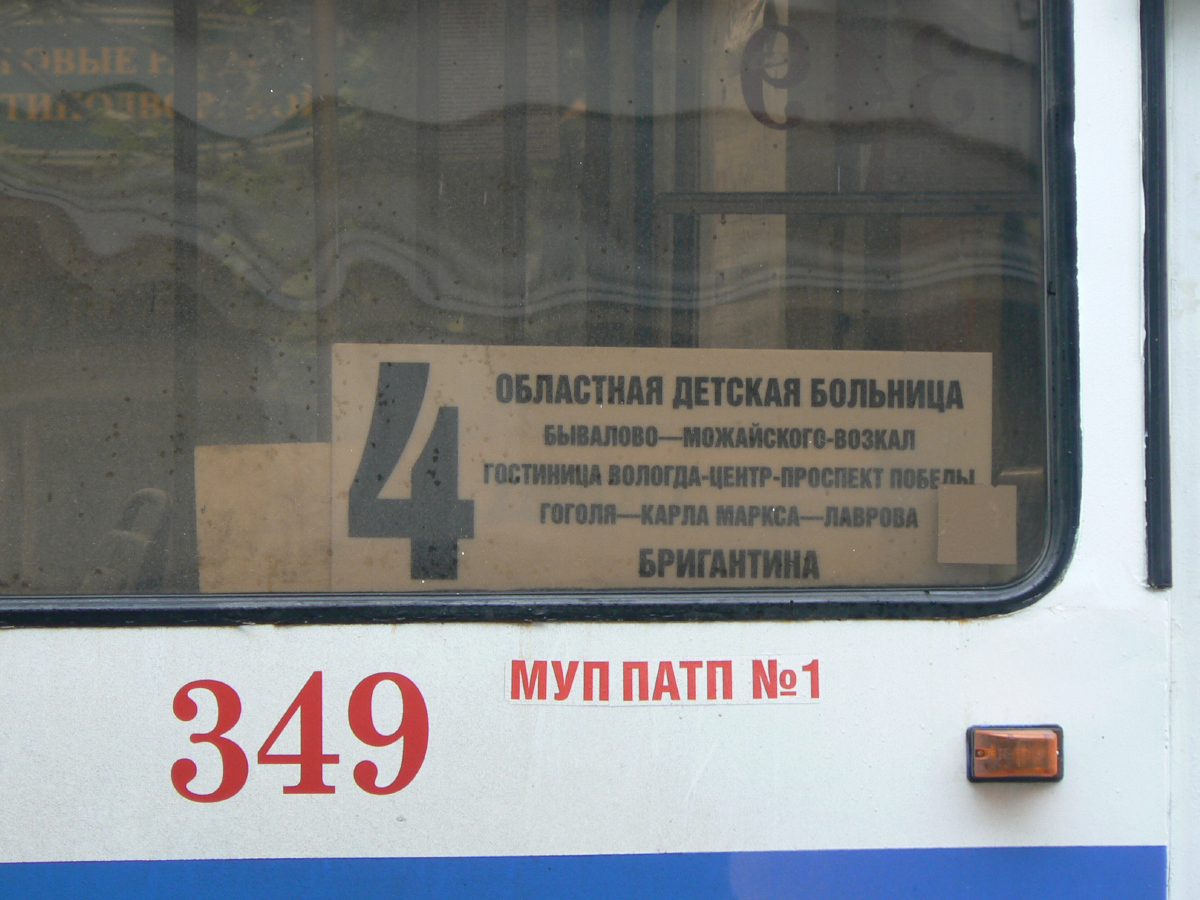 4
ОБЛАСТНАЯ ДЕТСКАЯ БОЛЬНИЦА
БЫВАЛОВО—МОЖАЙСКОГО-ВОЗКАЛ
ГОСТИНИЦА ВОЛОГДА-ЦЕНТР-ПРОСПЕКТ ПОБЕДЫ
ГОГОЛЯ—КАРЛА МАРКСА—ЛАВРОВА
БРИГАНТИНА
349
МУП ПАТП №1